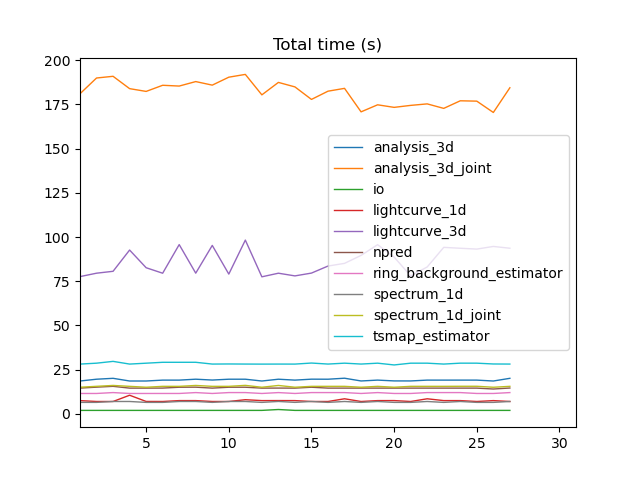 Total time (s)
200
175
150
125
100
75
50
25
0
analysis_3d
analysis_3d_joint
io
lightcurve_1d
lightcurve_3d
npred
ring_background_estimator
spectrum_1d
spectrum_1d_joint
tsmap_estimator
5 10 15 20 25 30